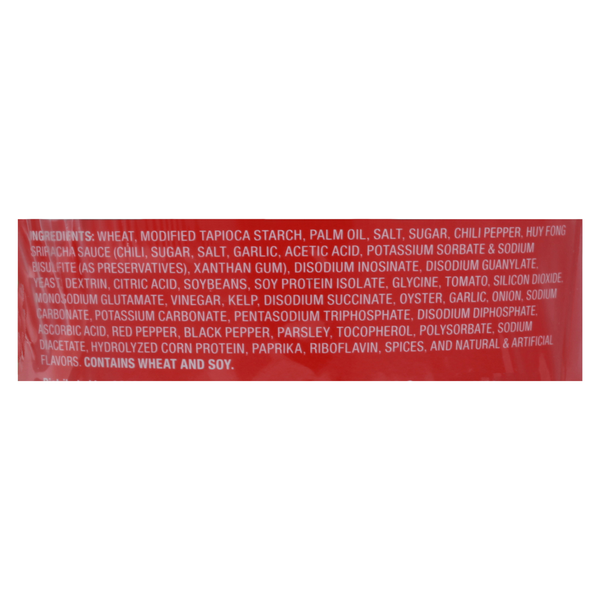 INGREDIENTS: WHEAT, MODIFIED TAPIOCA STARCH, PALM OIL, SALT, SUGAR, CHILI PEPPER, HUY FONG
SRIRACHA SAUCE (CHILI, SUGAR, SALT, GARLIC, ACETIC ACID, POTASSIUM SORBATE & SODIUM
BISULFITE (AS PRESERVATIVES), XANTHAN GUM), DISODIUM INOSINATE, DISODIUM GUANYLATE,
YEAST, DEXTRIN, CITRIC ACID, SOYBEANS, SOY PROTEIN ISOLATE, GLYCINE, TOMATO, SILICON DIOXIDE,
MONOSODIUM GLUTAMATE, VINEGAR, KELP, DISODIUM SUCCINATE, OYSTER, GARLIC, ONION, SODIUM
CARBONATE, POTASSIUM CARBONATE, PENTASODIUM TRIPHOSPHATE, DISODIUM DIPHOSPHATE,
ASCORBIC ACID, RED PEPPER, BLACK PEPPER, PARSLEY, TOCOPHEROL, POLYSORBATE, SODIUM
DIACETATE, HYDROLYZED CORN PROTEIN, PAPRIKA, RIBOFLAVIN, SPICES, AND NATURAL & ARTIFICIAL
FLAVORS. CONTAINS WHEAT AND SOY.